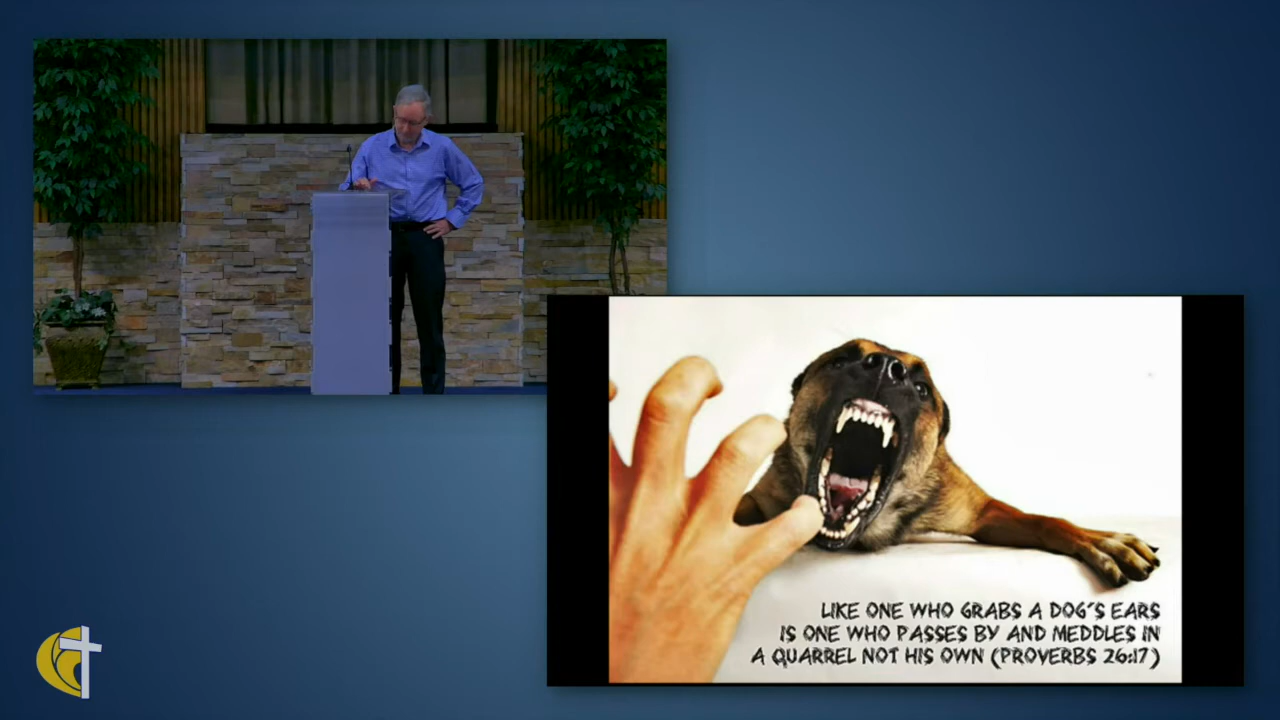 LIKE ONE WHO GRABS A DOG'S EARS
IS ONE WHO PASSES BY AND MEDDLES IN
A QUARREL NOT HIS OWN (PROVERBS 26:17)